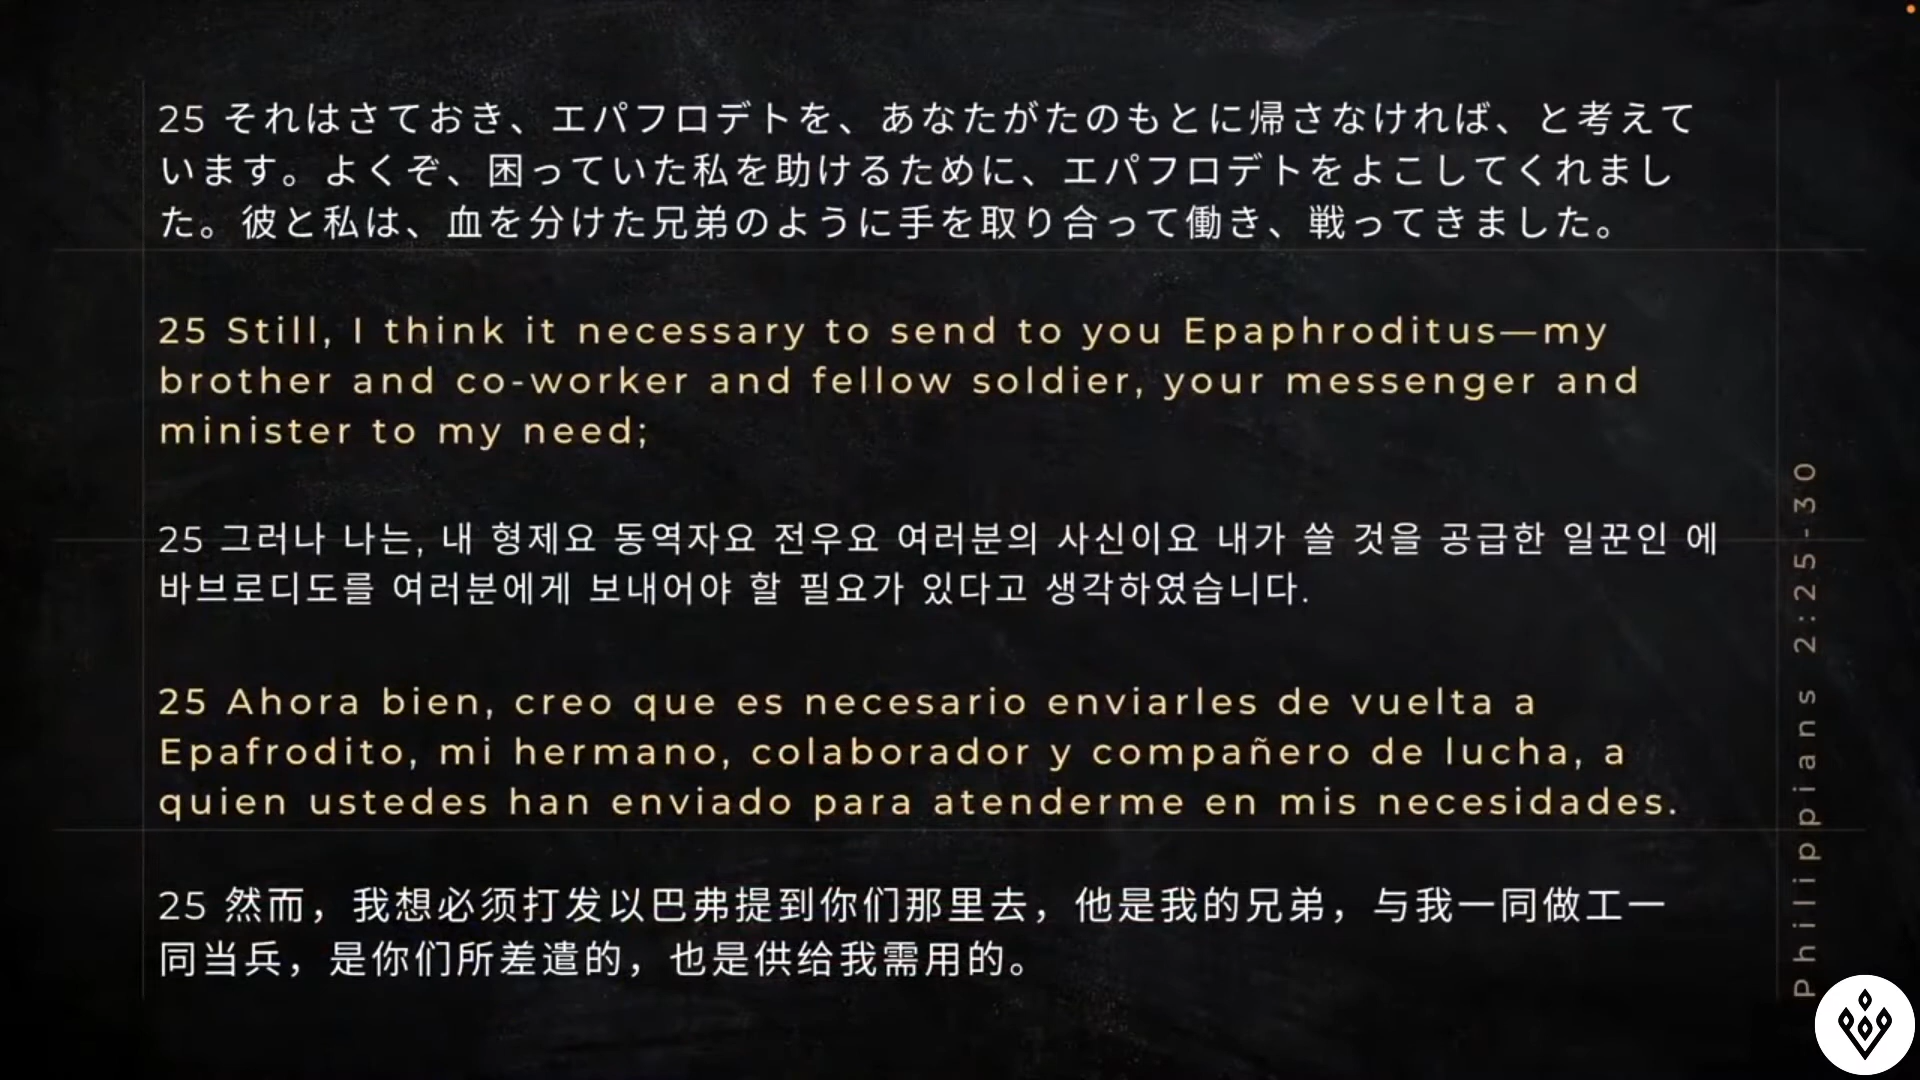 25 それはさておき、エパフロデトを、あなたがたのもとに帰さなければ、と考えて
います。よくぞ、困っていた私を助けるために、エパフロデトをよこしてくれまし
た。彼と私は、血を分けた兄弟のように手を取り合って働き、戦ってきました。
25 Still, I think it necessary to send to you Epaphroditus—my
brother and co-worker and fellow soldier, your messenger and
minister to my need;
25 그러나 나는, 내 형제요 동역자요 전우요 여러분의 사신이요 내가 쓸 것을 공급한 일꾼인 에
바브로디도를 여러분에게 보내어야 할 필요가 있다고 생각하였습니다.
25 Ahora bien, creo que es necesario enviarles de vuelta a
Epafrodito, mi hermano, colaborador y compañero de lucha, a
quien ustedes han enviado para atenderme en mis necesidades.
25 然而，我想必须打发以巴弗提到你们那里去，他是我的兄弟，与我一同做工一
同当兵，是你们所差遣的，也是供给我需用的。
Philippians 2:25-30